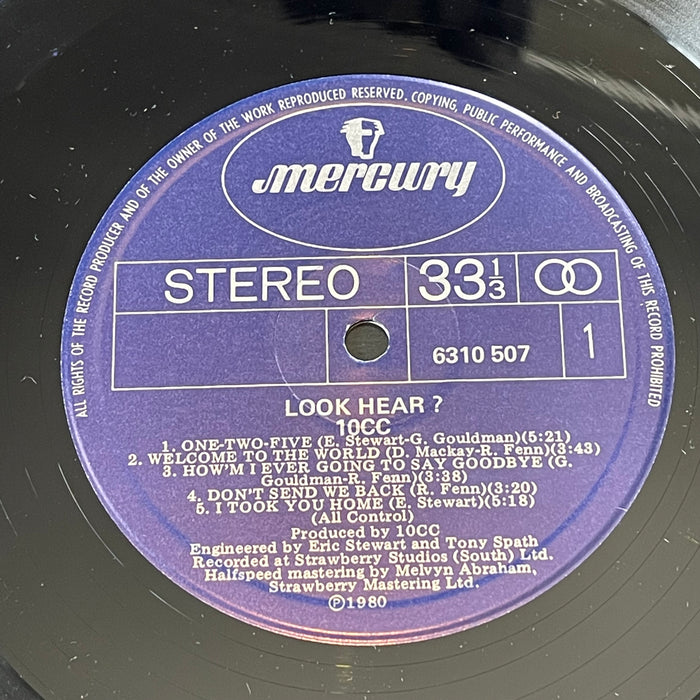 ALL RIGHTS OF THE RECORD PRODUCER AND OF THE OWNER OF THE WORK REPRODUCED RESERVED. COPYING, PUBLIC PERFORMANCE AND BROADCASTING OF THIS RECORD PROHIBITED
mercury
STEREO 33 1/3
6310 507 1
LOOK HEAR ?
10CC
1. ONE-TWO-FIVE (E. Stewart-G. Gouldman)(5:21)
2. WELCOME TO THE WORLD (D. Mackay-R. Fenn)(3:43)
3. HOW'M I EVER GOING TO SAY GOODBYE (G.
Gouldman-R. Fenn)(3:38)
4. DON'T SEND WE BACK (R. Fenn)(3:20)
5. I TOOK YOU HOME (E. Stewart)(5:18)
(All Control)
Produced by 10CC
Engineered by Eric Stewart and Tony Spath
Recorded at Strawberry Studios (South) Ltd.
Halfspeed mastering by Melvyn Abraham,
Strawberry Mastering Ltd.
Ⓟ1980